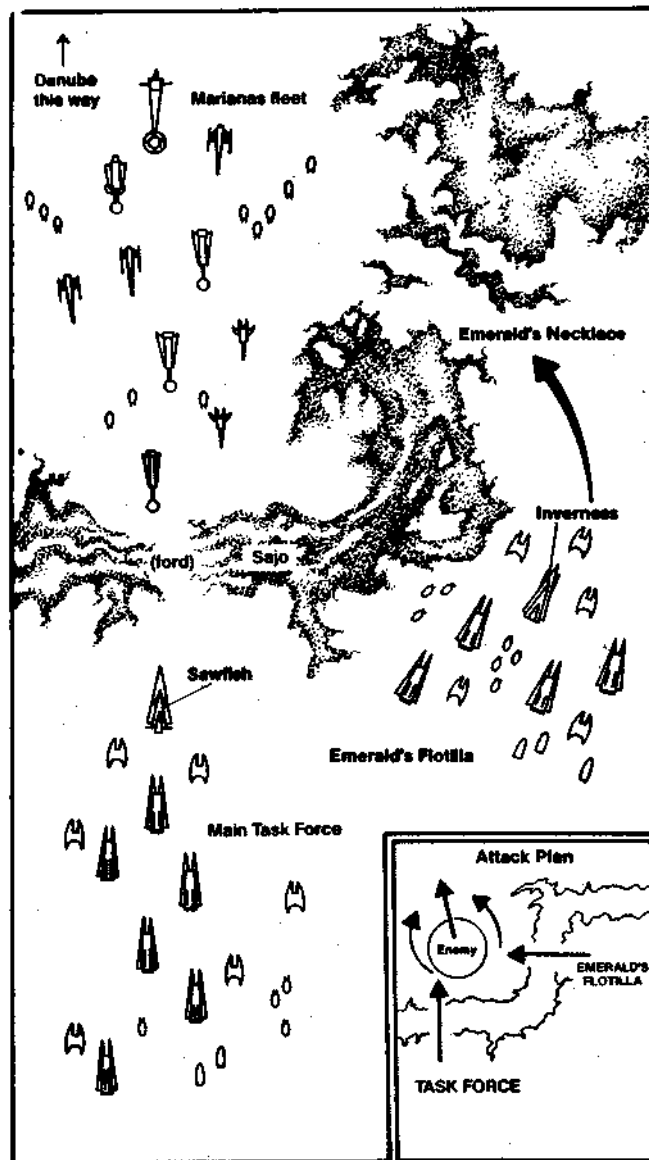 Danube
this way
Marianas fleet
Emerald's Necklace
Inverness
(ford)
Sajo
Sawfish
Emerald's Flotilla
Main Task Force
Attack Plan
Enemy
EMERALD'S
FLOTILLA
TASK FORCE